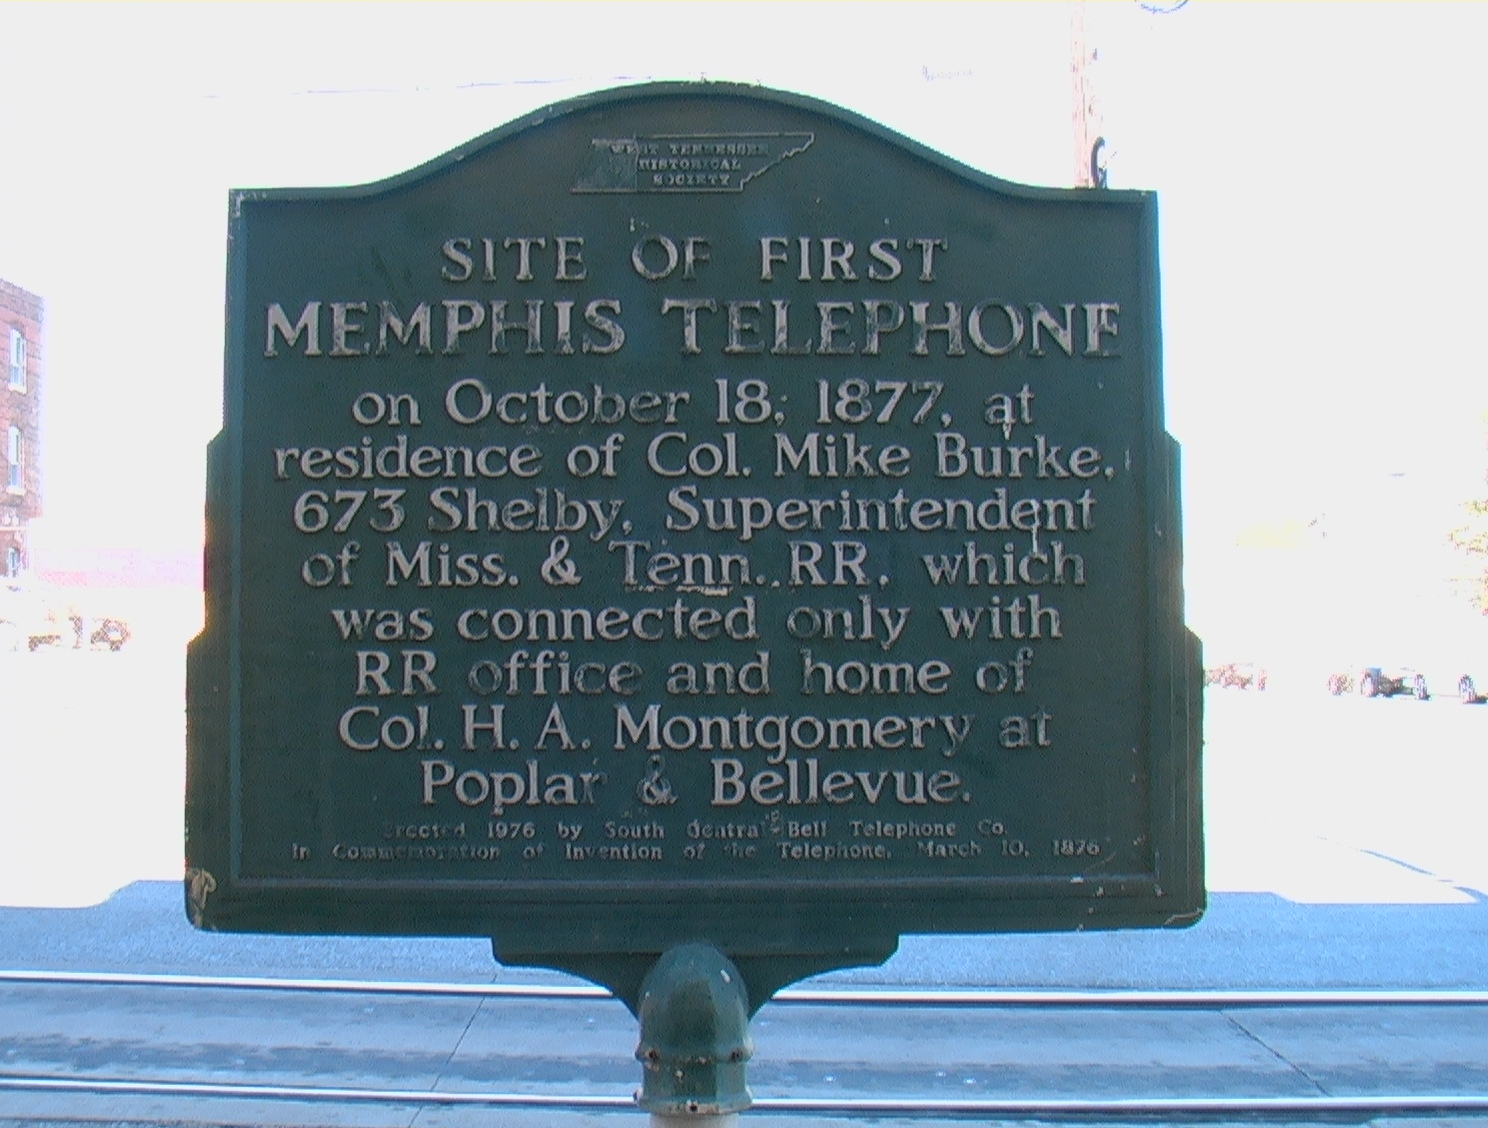 WEST TENNESSEE
HISTORICAL
SOCIETY
SITE OF FIRST
MEMPHIS TELEPHONE
on October 18, 1877, at
residence of Col. Mike Burke,
673 Shelby, Superintendent
of Miss. & Tenn. RR, which
was connected only with
RR office and home of
Col. H. A. Montgomery at
Poplar & Bellevue.
Erected 1976 by South Central Bell Telephone Co.
In Commemoration of Invention of the Telephone, March 10, 1876